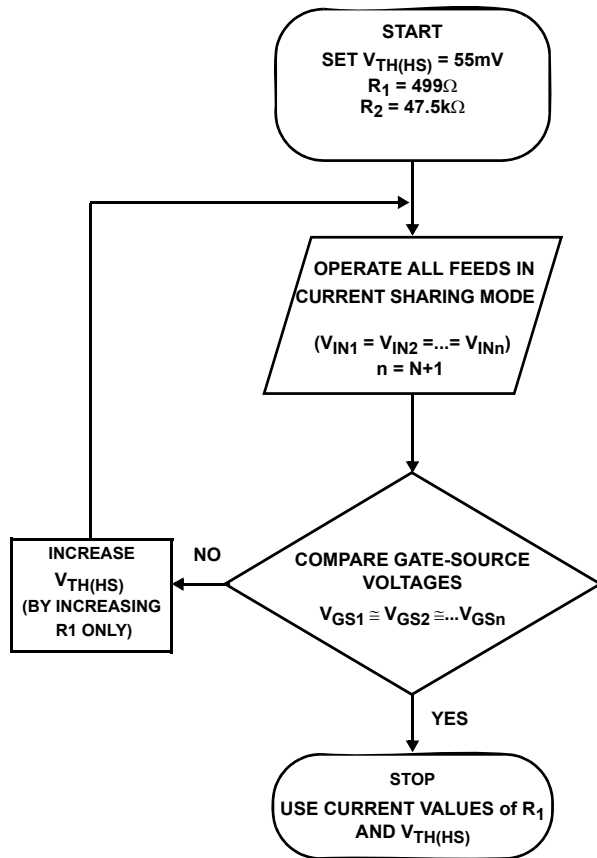 START
SET V_TH(HS) = 55mV
R_1 = 499Ω
R_2 = 47.5kΩ
OPERATE ALL FEEDS IN
CURRENT SHARING MODE
(V_IN1 = V_IN2 =...= V_INn)
n = N+1
COMPARE GATE-SOURCE
VOLTAGES
V_GS1 ≅ V_GS2 ≅...V_GSn
NO
INCREASE
V_TH(HS)
(BY INCREASING
R1 ONLY)
YES
STOP
USE CURRENT VALUES of R_1
AND V_TH(HS)